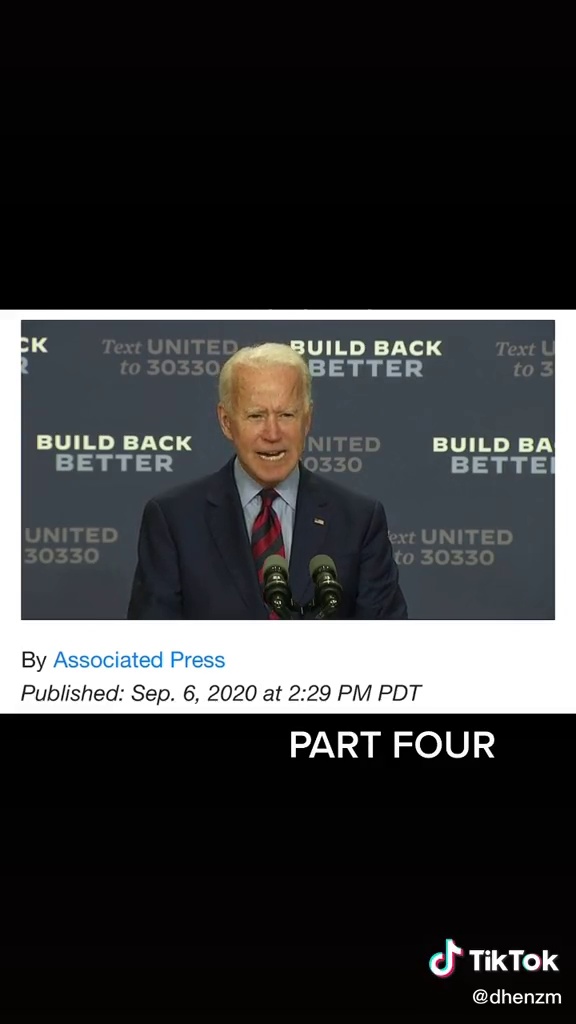 CK Text UNITED BUILD BACK Text U
R to 30330 BETTER to 3
BUILD BACK NITED BUILD BA
BETTER 0330 BETTE
UNITED ext UNITED
30330 to 30330
By Associated Press
Published: Sep. 6, 2020 at 2:29 PM PDT
PART FOUR
TikTok
@dhenzm